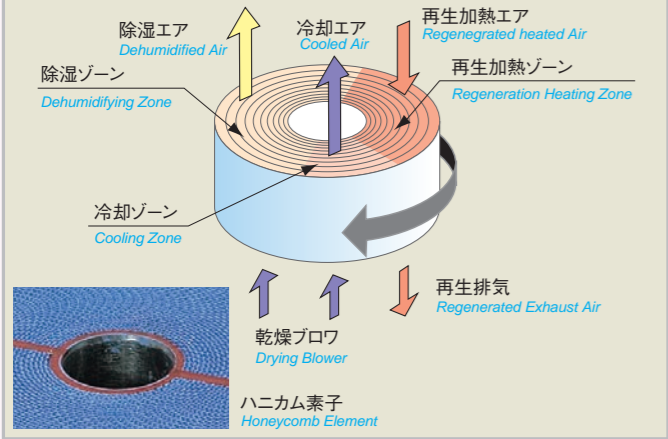 除湿エア
Dehumidified Air
冷却エア
Cooled Air
再生加熱エア
Regenegrated heated Air
除湿ゾーン
Dehumidifying Zone
再生加熱ゾーン
Regeneration Heating Zone
冷却ゾーン
Cooling Zone
再生排気
Regenerated Exhaust Air
乾燥ブロワ
Drying Blower
ハニカム素子
Honeycomb Element